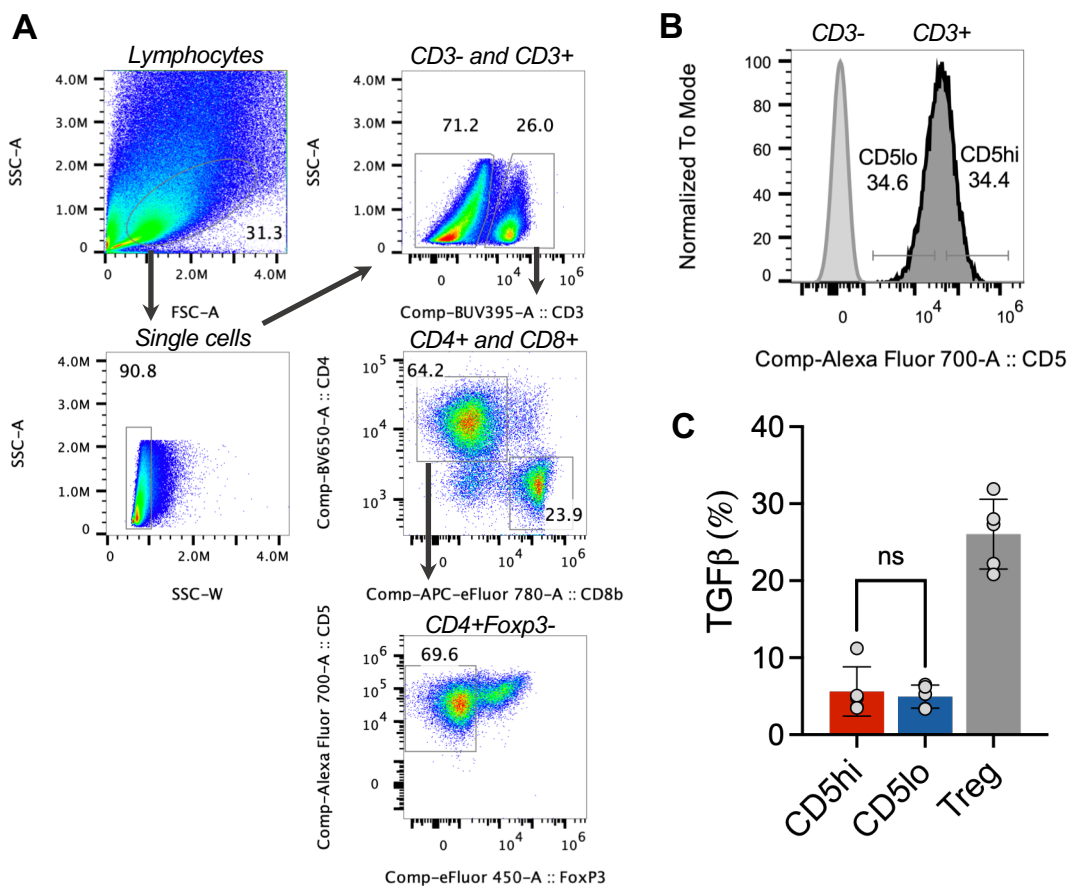 A
Lymphocytes
4.0M
3.0M
2.0M
1.0M
0
31.3
0
2.0M
4.0M
SSC-A
FSC-A
Single cells
90.8
4.0M
3.0M
2.0M
1.0M
0
0
2.0M
4.0M
SSC-A
SSC-W
CD3- and CD3+
4.0M
3.0M
2.0M
1.0M
0
71.2
26.0
0
10^4
10^6
SSC-A
Comp-BUV395-A :: CD3
CD4+ and CD8+
64.2
10^5
10^4
10^3
23.9
0
10^4
10^6
Comp-BV650-A :: CD4
Comp-APC-eFluor 780-A :: CD8b
CD4+Foxp3-
69.6
10^6
10^5
10^4
0
0
10^4
10^6
Comp-Alexa Fluor 700-A :: CD5
Comp-eFluor 450-A :: FoxP3
B
CD3-
CD3+
100
80
60
40
20
0
CD5lo
34.6
CD5hi
34.4
0
10^4
10^6
Normalized To Mode
Comp-Alexa Fluor 700-A :: CD5
C
40
30
20
10
0
TGFβ (%)
ns
CD5hi
CD5lo
Treg